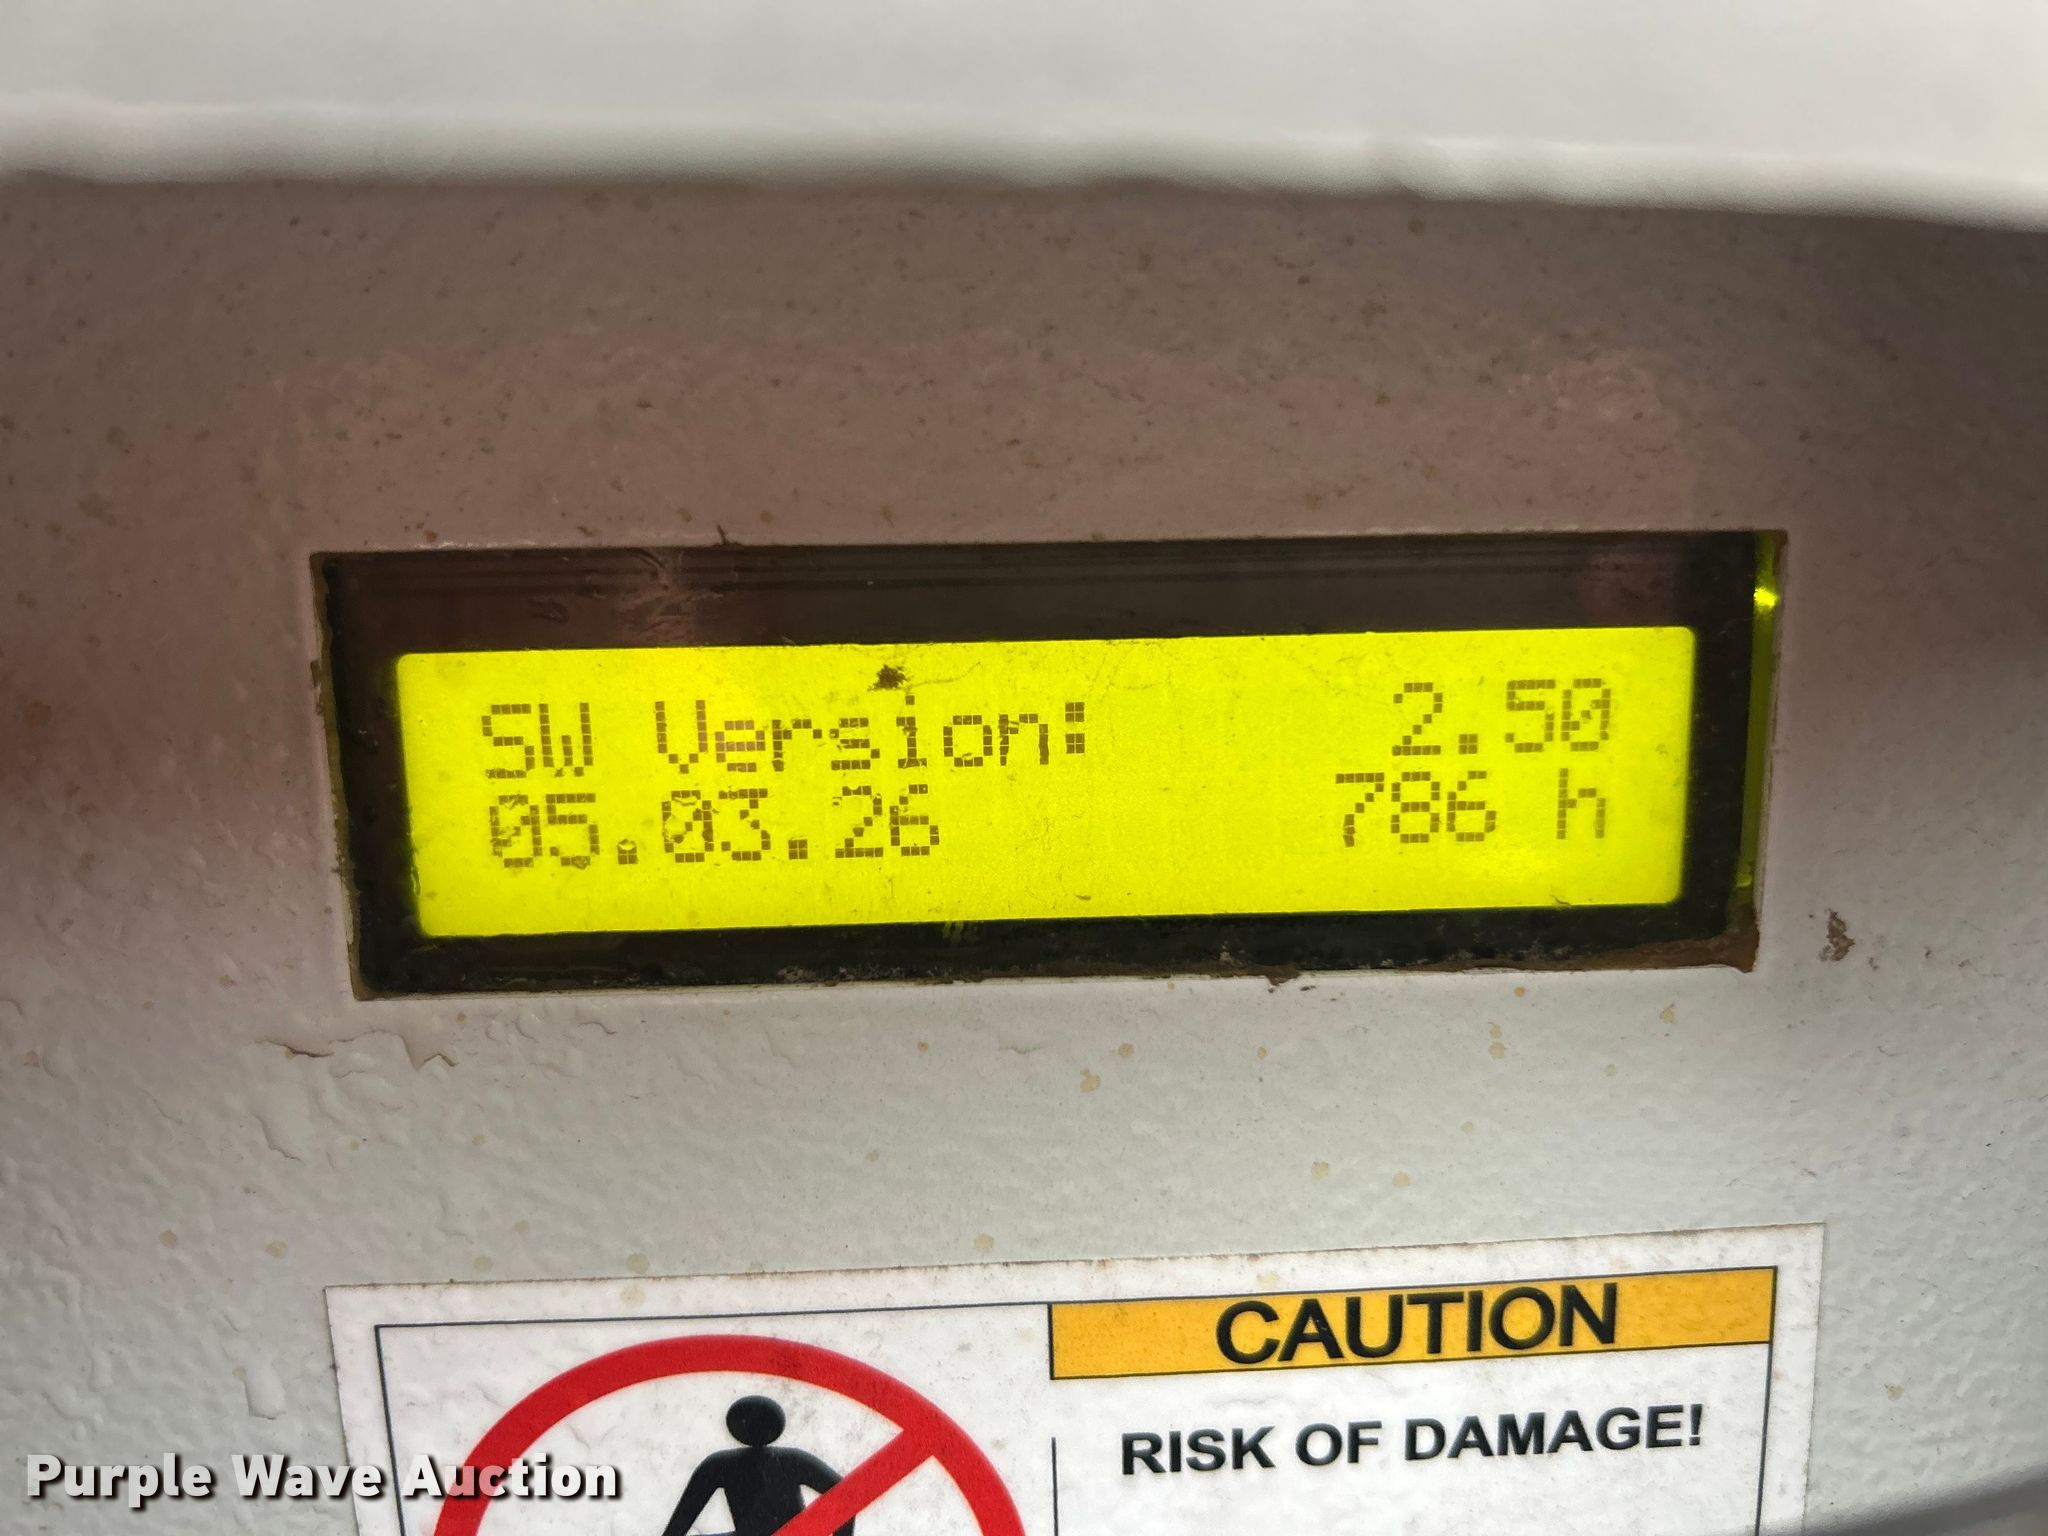 SW Version: 2.50
05.03.26 786 h
CAUTION
RISK OF DAMAGE!
Purple Wave Auction